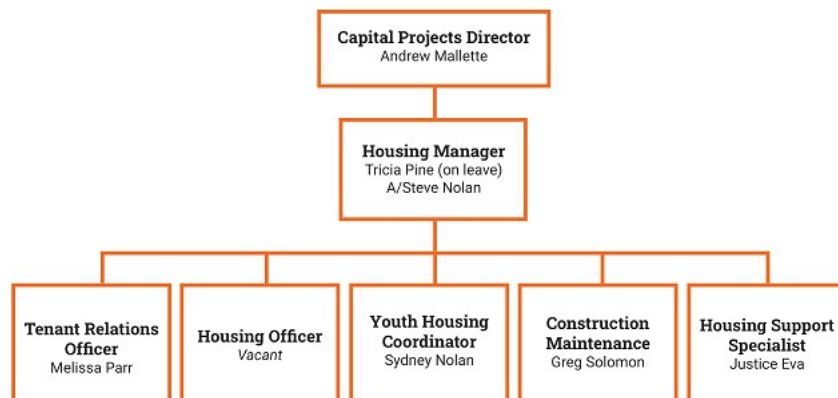 Capital Projects Director
Andrew Mallette
Housing Manager
Tricia Pine (on leave)
A/Steve Nolan
Tenant Relations
Officer
Melissa Parr
Housing Officer
Vacant
Youth Housing
Coordinator
Sydney Nolan
Construction
Maintenance
Greg Solomon
Housing Support
Specialist
Justice Eva